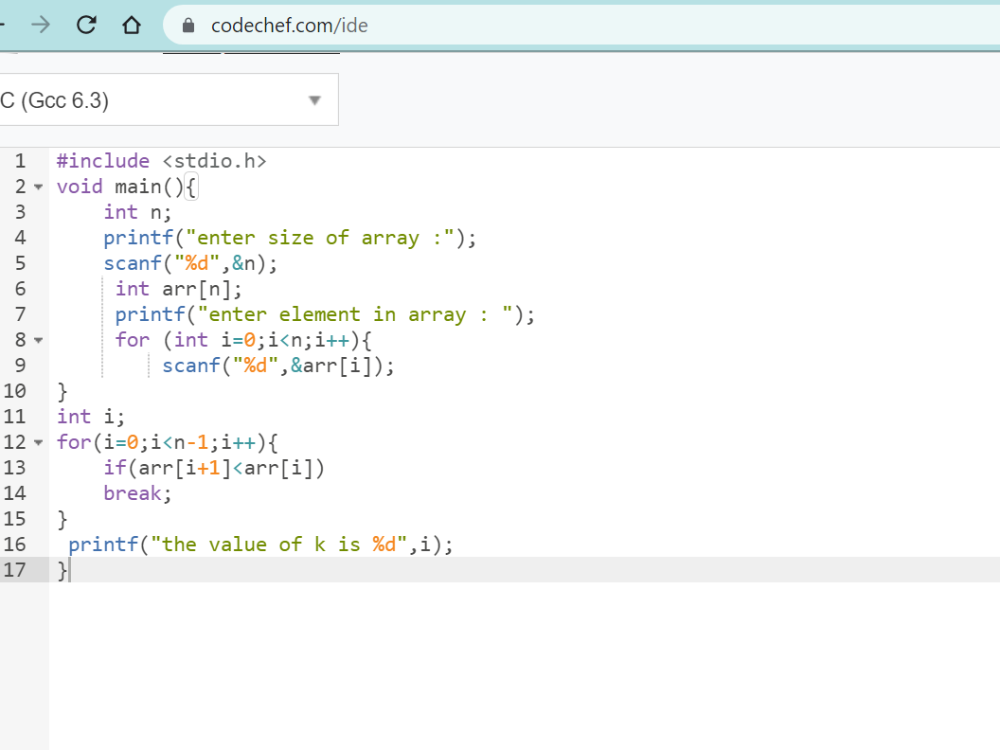 codechef.com/ide
C (Gcc 6.3)
1 #include <stdio.h>
2 void main(){
3 int n;
4 printf("enter size of array :");
5 scanf("%d",&n);
6 int arr[n];
7 printf("enter element in array : ");
8 for (int i=0;i<n;i++){
9 scanf("%d",&arr[i]);
10 }
11 int i;
12 for(i=0;i<n-1;i++){
13 if(arr[i+1]<arr[i])
14 break;
15 }
16 printf("the value of k is %d",i);
17 }